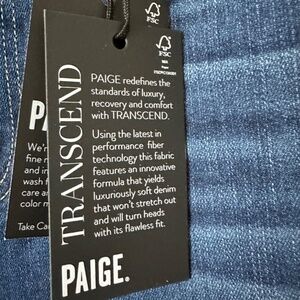 FSC
FSC
MIX
TRANSCEND
PAIGE redefines the
standards of luxury,
recovery and comfort
with TRANSCEND.
Using the latest in
performance fiber
technology this fabric
features an innovative
formula that yields
luxuriously soft denim
that won't stretch out
and will turn heads
with its flawless fit.
PAIGE.
P
We'r
fine r
and in
wash f
care a
color m
Take Ca